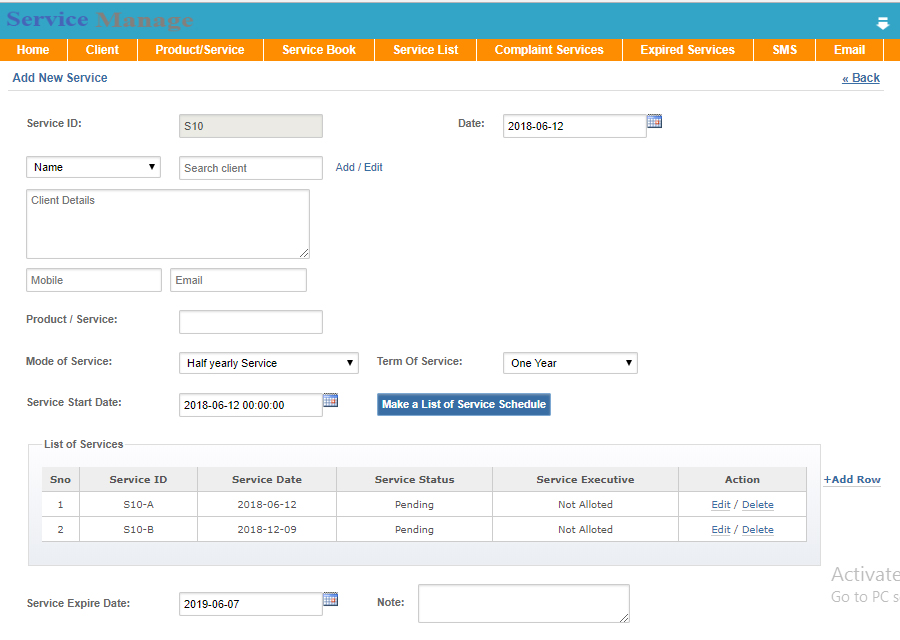 Service Manage
Home Client Product/Service Service Book Service List Complaint Services Expired Services SMS Email
Add New Service « Back
Service ID: S10 Date: 2018-06-12
Name Search client Add / Edit
Client Details
Mobile Email
Product / Service:
Mode of Service: Half yearly Service Term Of Service: One Year
Service Start Date: 2018-06-12 00:00:00 Make a List of Service Schedule
List of Services
Sno Service ID Service Date Service Status Service Executive Action +Add Row
1 S10-A 2018-06-12 Pending Not Alloted Edit / Delete
2 S10-B 2018-12-09 Pending Not Alloted Edit / Delete
Activate
Go to PC s
Service Expire Date: 2019-06-07 Note: